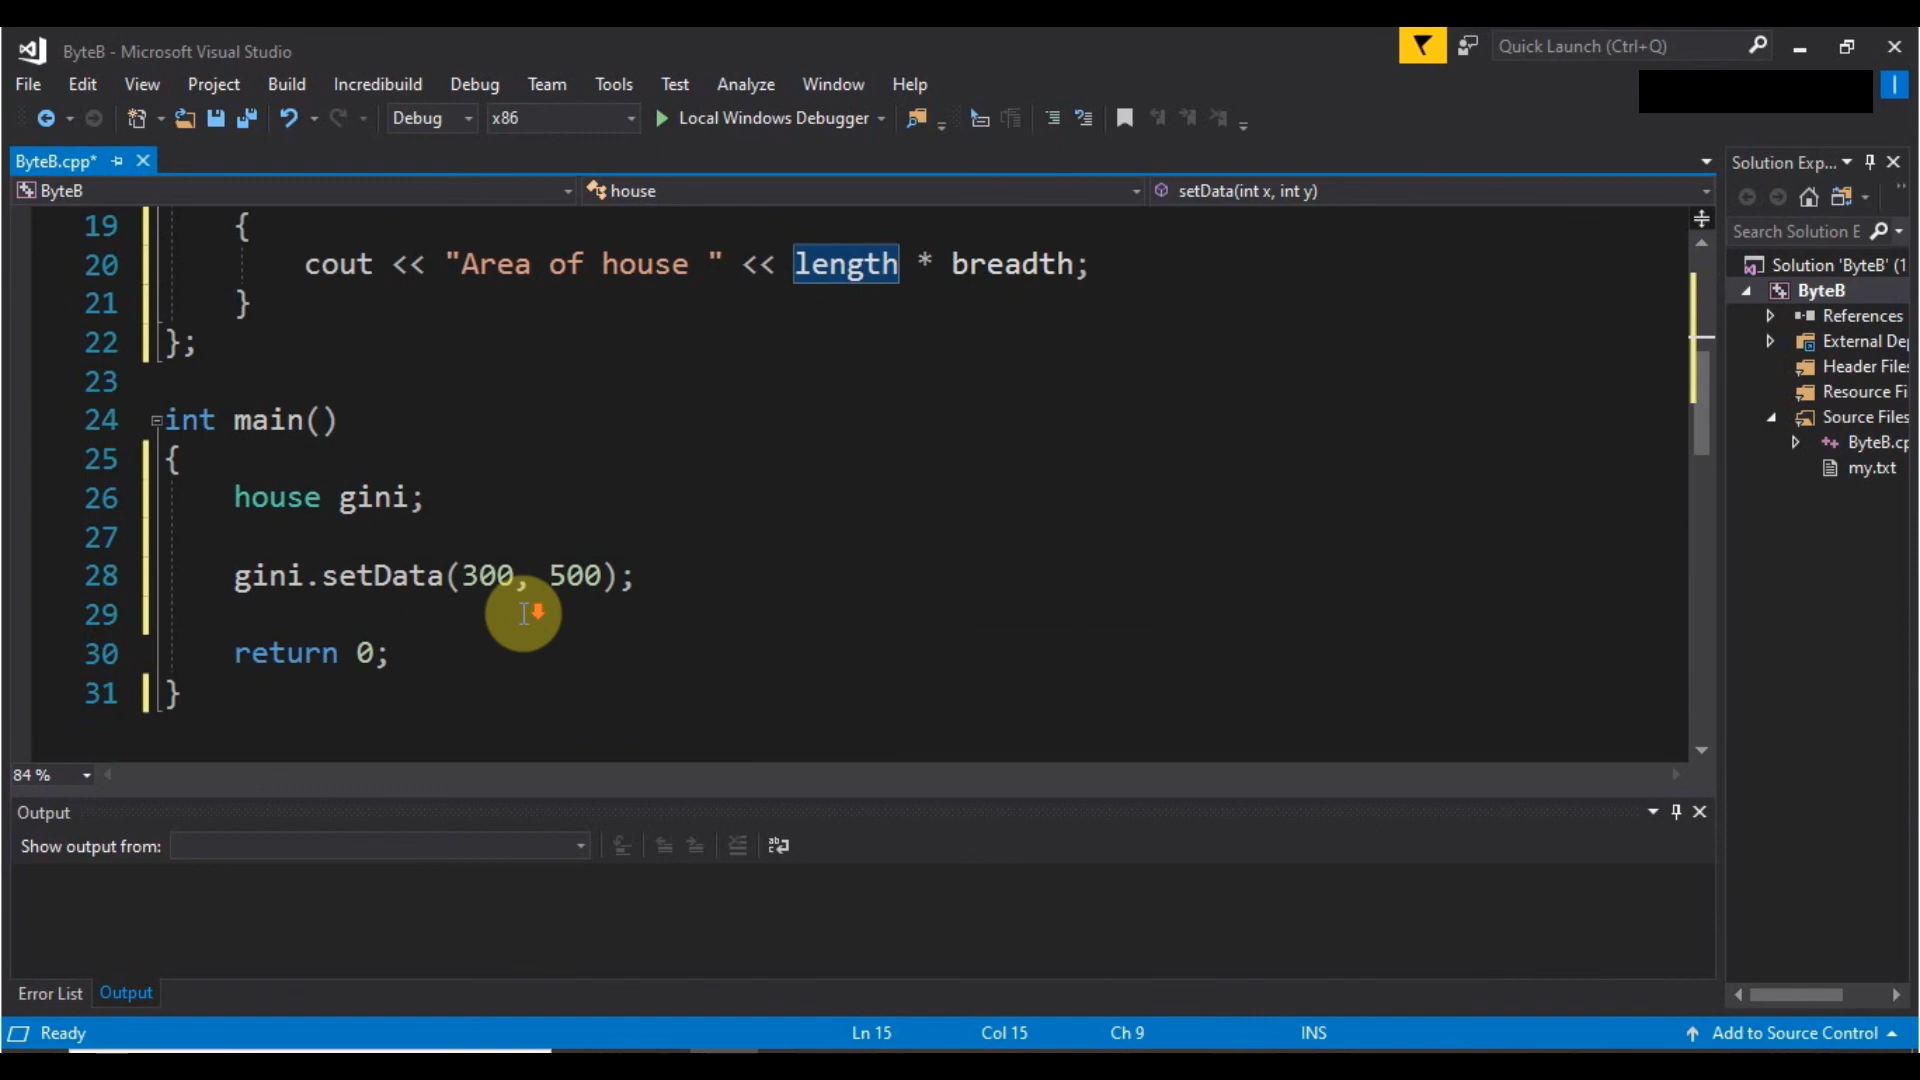 ByteB - Microsoft Visual Studio
Quick Launch (Ctrl+Q)
File Edit View Project Build Incredibuild Debug Team Tools Test Analyze Window Help
Debug x86 Local Windows Debugger
ByteB.cpp*
ByteB house setData(int x, int y)
19 {
20 cout << "Area of house " << length * breadth;
21 }
22 };
23
24 int main()
25 {
26 house gini;
27
28 gini.setData(300, 500);
29
30 return 0;
31 }
84 %
Output
Show output from:
Error List Output
Solution Exp...
Search Solution E
Solution 'ByteB' (1
ByteB
References
External De
Header File
Resource Fi
Source Files
ByteB.cp
my.txt
Ready Ln 15 Col 15 Ch 9 INS Add to Source Control